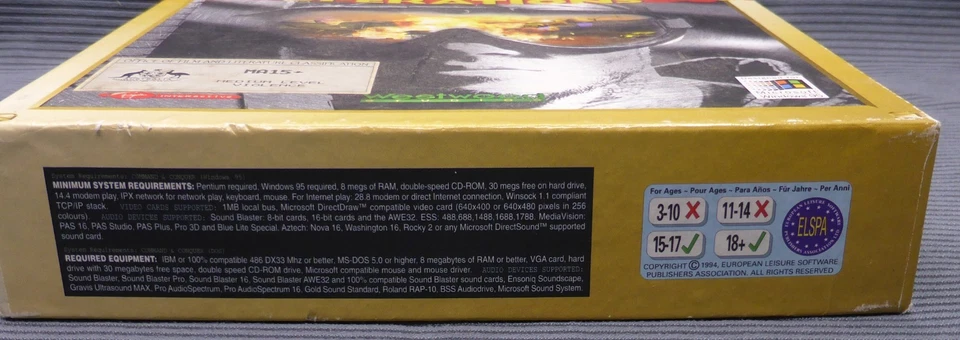 OFFICE OF FILM AND LITERATURE CLASSIFICATION
MA15+
MEDIUM LEVEL
VIOLENCE
INTERACTIVE
Westwood
Microsoft
Windows 95
System Requirements: COMMAND & CONQUER (Windows 95)
MINIMUM SYSTEM REQUIREMENTS: Pentium required, Windows 95 required, 8 megs of RAM, double-speed CD-ROM, 30 megs free on hard drive,
14.4 modem play, IPX network for network play, keyboard, mouse. For Internet play: 28.8 modem or direct Internet connection, Winsock 1.1 compliant
TCP/IP stack. VIDEO CARDS SUPPORTED: 1MB local bus, Microsoft DirectDraw™ compatible video card (640x400 or 640x480 pixels in 256
colours). AUDIO DEVICES SUPPORTED: Sound Blaster: 8-bit cards, 16-bit cards and the AWE32. ESS: 488,688,1488,1688,1788. MediaVision:
PAS 16, PAS Studio, PAS Plus, Pro 3D and Blue Lite Special. Aztech: Nova 16, Washington 16, Rocky 2 or any Microsoft DirectSound™ supported
sound card.
System Requirements: COMMAND & CONQUER (Dos)
REQUIRED EQUIPMENT: IBM or 100% compatible 486 DX33 Mhz or better, MS-DOS 5.0 or higher, 8 megabytes of RAM or better, VGA card, hard
drive with 30 megabytes free space, double speed CD-ROM drive, Microsoft compatible mouse and mouse driver. AUDIO DEVICES SUPPORTED:
Sound Blaster, Sound Blaster Pro, Sound Blaster 16, Sound Blaster AWE32 and 100% compatible Sound Blaster sound cards, Ensoniq Soundscape,
Gravis Ultrasound MAX, Pro AudioSpectrum, Pro AudioSpectrum 16, Gold Sound Standard, Roland RAP-10, BSS Audiodrive, Microsoft Sound System.
For Ages – Pour Ages – Para Años – Für Jahre – Per Anni
3-10 11-14
15-17 18+
EUROPEAN LEISURE SOFTWARE PUBLISHERS ASSOCIATION LTD
ELSPA
COPYRIGHT © 1994, EUROPEAN LEISURE SOFTWARE
PUBLISHERS ASSOCIATION. ALL RIGHTS RESERVED